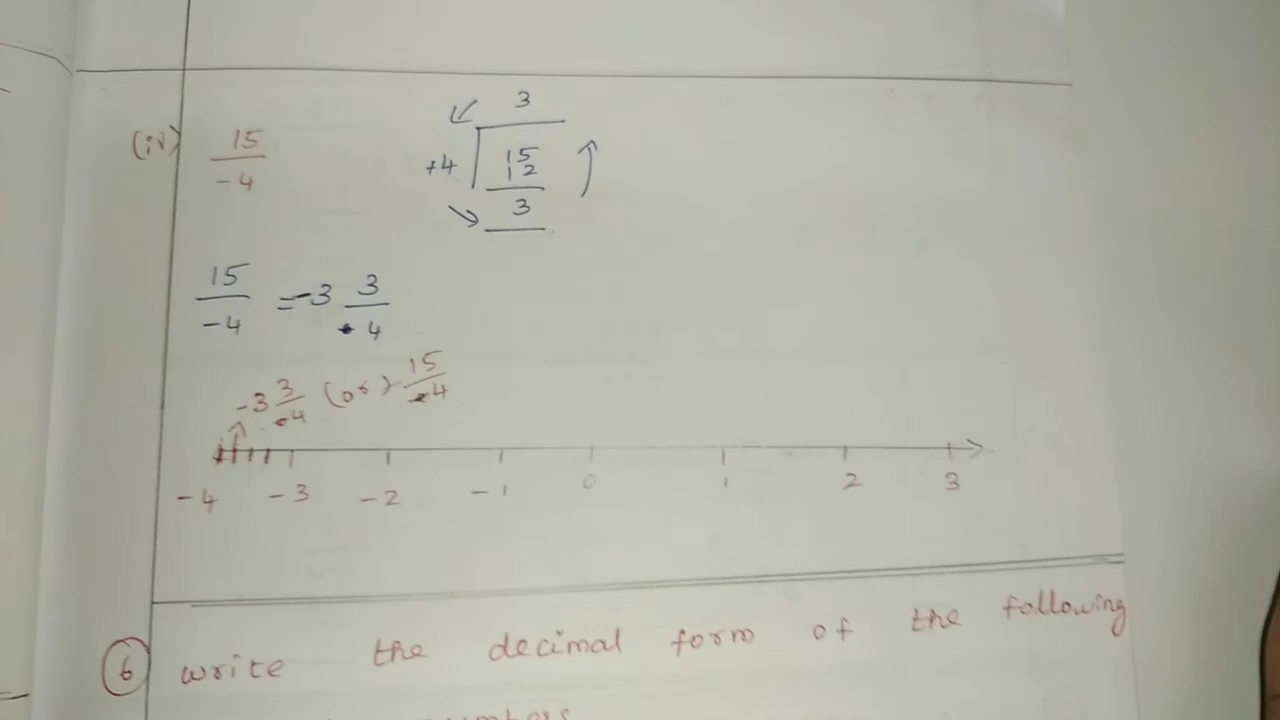 (iv) 15/-4
3
+4 15
12
3
15/-4 = -3 3/4
-3 3/4 (or) 15/-4
-4 -3 -2 -1 0 1 2 3
6 write the decimal form of the following